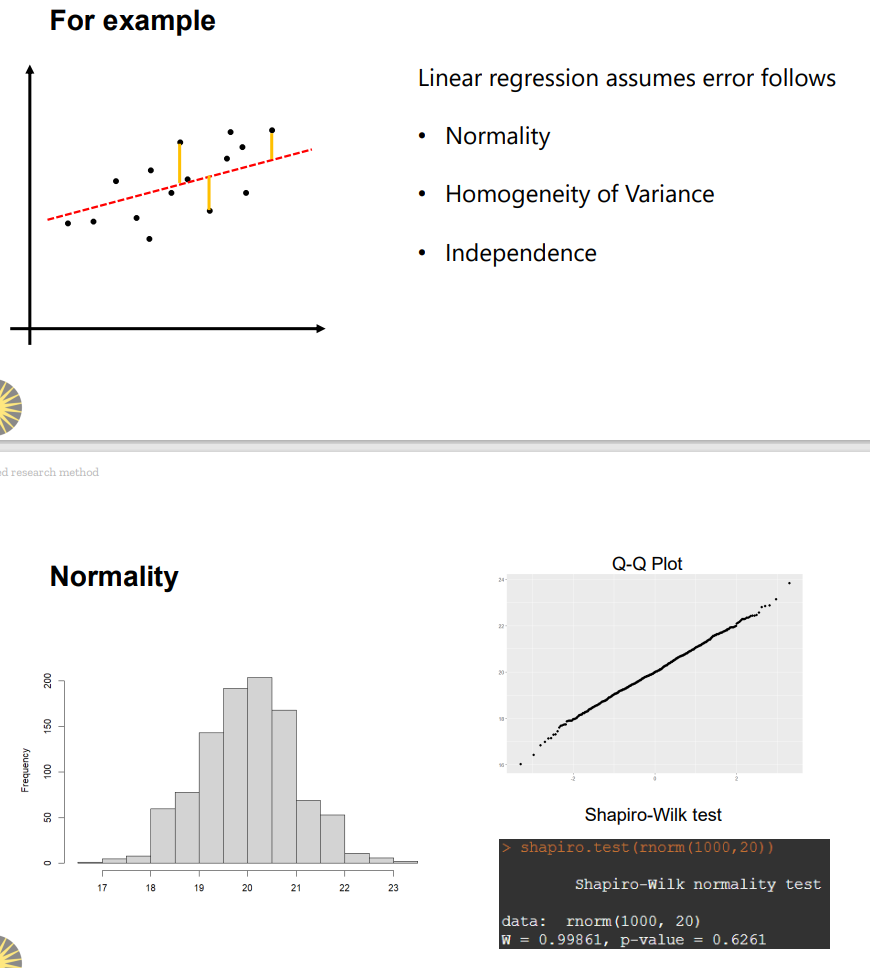 For example
Linear regression assumes error follows
• Normality
• Homogeneity of Variance
• Independence
ed research method
Normality
Q-Q Plot
24
22
20
18
16
-2
0
2
Frequency
200
150
100
50
0
17
18
19
20
21
22
23
Shapiro-Wilk test
> shapiro.test(rnorm(1000,20))
Shapiro-Wilk normality test
data: rnorm(1000, 20)
W = 0.99861, p-value = 0.6261